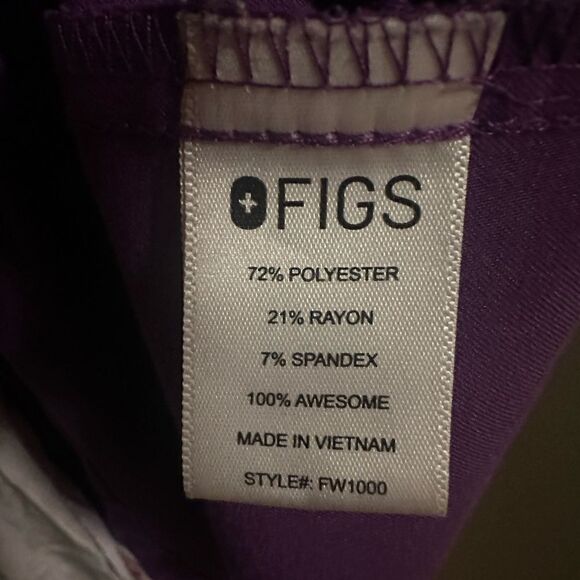 FIGS
72% POLYESTER
21% RAYON
7% SPANDEX
100% AWESOME
MADE IN VIETNAM
STYLE#: FW1000